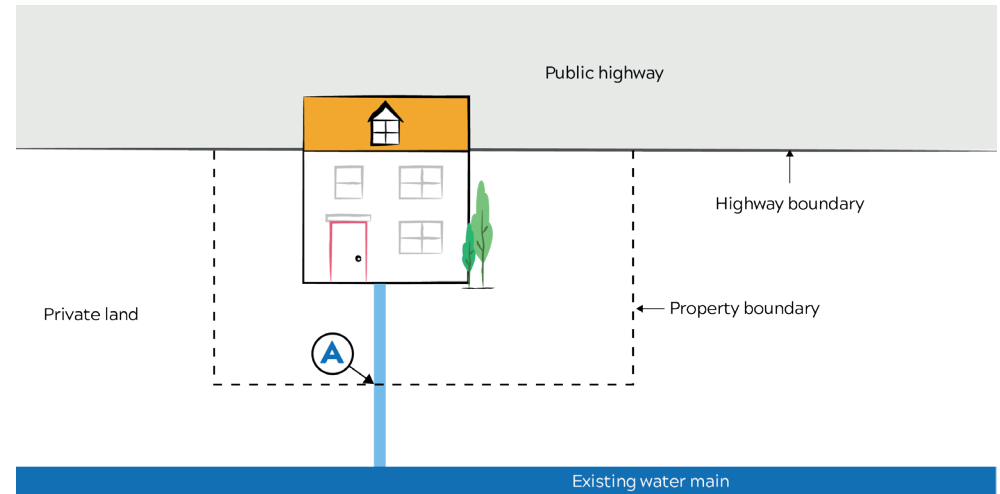 Public highway
Highway boundary
Private land
Property boundary
A
Existing water main